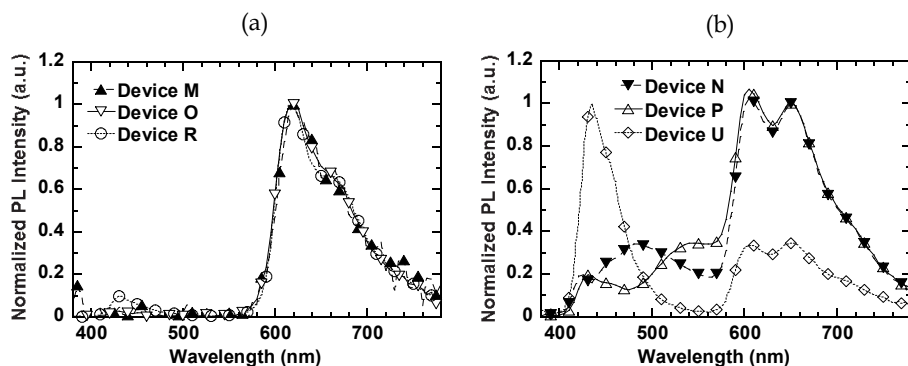 (a)
1.2
1
0.8
0.6
0.4
0.2
0
400
500
600
700
Device M
Device O
Device R
Normalized PL Intensity (a.u.)
Wavelength (nm)
(b)
1.2
1
0.8
0.6
0.4
0.2
0
400
500
600
700
Device N
Device P
Device U
Normalized PL Intensity (a.u.)
Wavelength (nm)